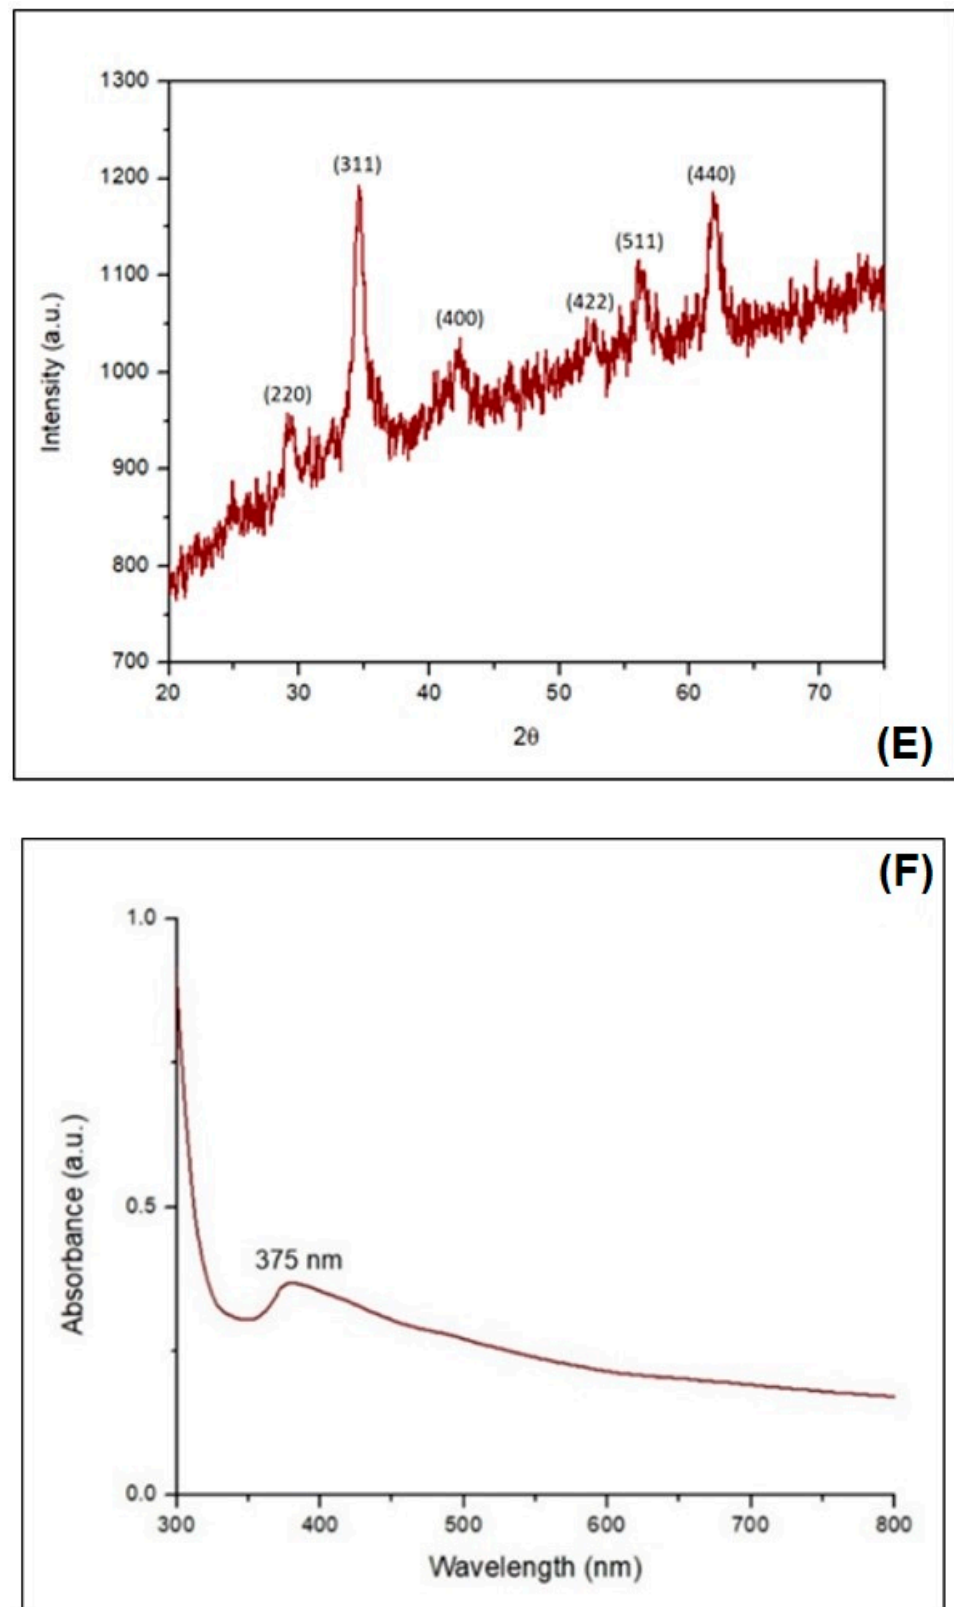 1300
1200
1100
1000
900
800
700
Intensity (a.u.)
(220)
(311)
(400)
(422)
(511)
(440)
20 30 40 50 60 70
2θ
(E)
(F)
1.0
0.5
0.0
Absorbance (a.u.)
375 nm
300 400 500 600 700 800
Wavelength (nm)